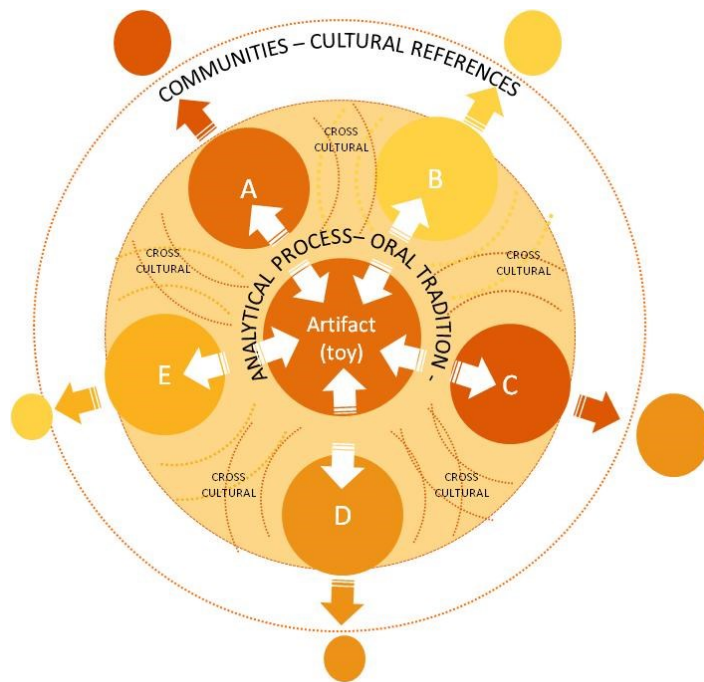 COMMUNITIES – CULTURAL REFERENCES
CROSS
CULTURAL
A
B
ANALYTICAL PROCESS– ORAL TRADITION -
CROSS
CULTURAL
CROSS
CULTURAL
Artifact
(toy)
E
C
CROSS
CULTURAL
CROSS
CULTURAL
D